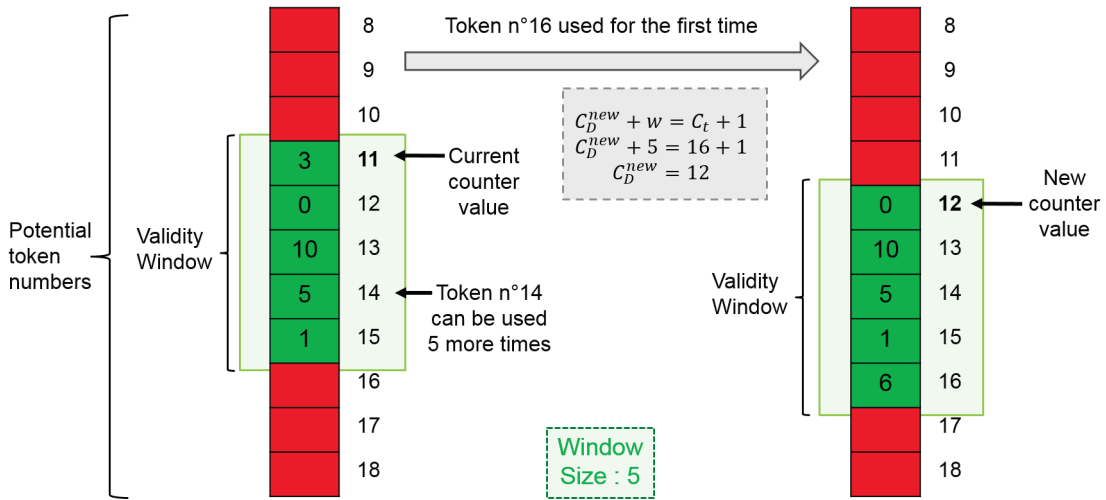 Potential
token
numbers
Validity
Window
3
0
10
5
1
8
9
10
11
12
13
14
15
16
17
18
Current
counter
value
Token n°14
can be used
5 more times
Token n°16 used for the first time
C_D^{new} + w = C_t + 1
C_D^{new} + 5 = 16 + 1
C_D^{new} = 12
Window
Size : 5
Validity
Window
0
10
5
1
6
8
9
10
11
12
13
14
15
16
17
18
New
counter
value